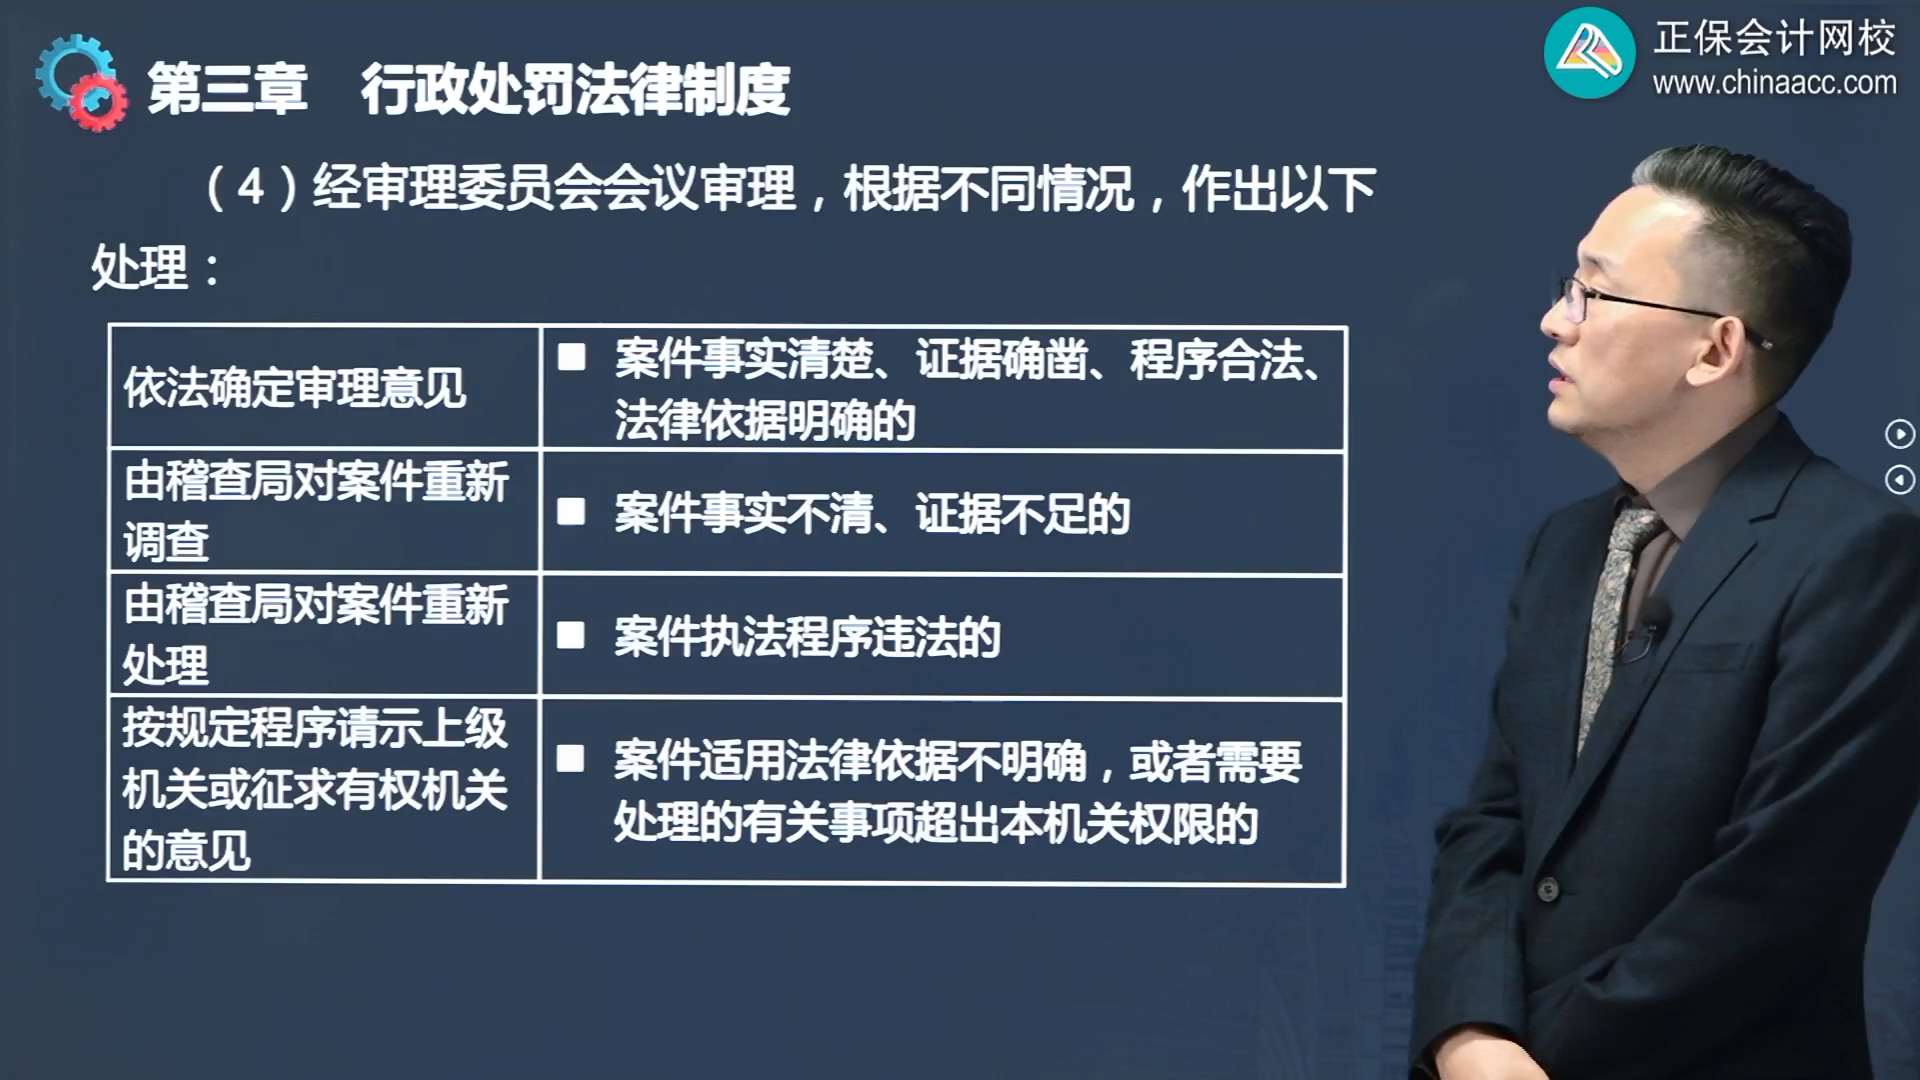 正保会计网校
www.chinaacc.com
第三章 行政处罚法律制度
（4）经审理委员会会议审理，根据不同情况，作出以下
处理：
依法确定审理意见
■ 案件事实清楚、证据确凿、程序合法、
法律依据明确的
由稽查局对案件重新
调查
■ 案件事实不清、证据不足的
由稽查局对案件重新
处理
■ 案件执法程序违法的
按规定程序请示上级
机关或征求有权机关
的意见
■ 案件适用法律依据不明确，或者需要
处理的有关事项超出本机关权限的